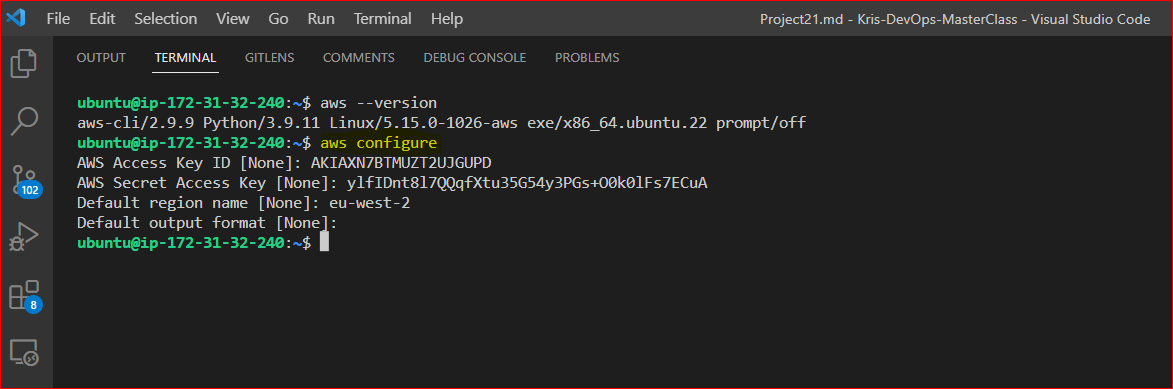 File Edit Selection View Go Run Terminal Help Project21.md - Kris-DevOps-MasterClass - Visual Studio Code
OUTPUT TERMINAL GITLENS COMMENTS DEBUG CONSOLE PROBLEMS
ubuntu@ip-172-31-32-240:~$ aws --version
aws-cli/2.9.9 Python/3.9.11 Linux/5.15.0-1026-aws exe/x86_64.ubuntu.22 prompt/off
ubuntu@ip-172-31-32-240:~$ aws configure
AWS Access Key ID [None]: AKIAXN7BTMUZT2UJGUPD
AWS Secret Access Key [None]: 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
Default region name [None]: eu-west-2
Default output format [None]:
ubuntu@ip-172-31-32-240:~$
102
8